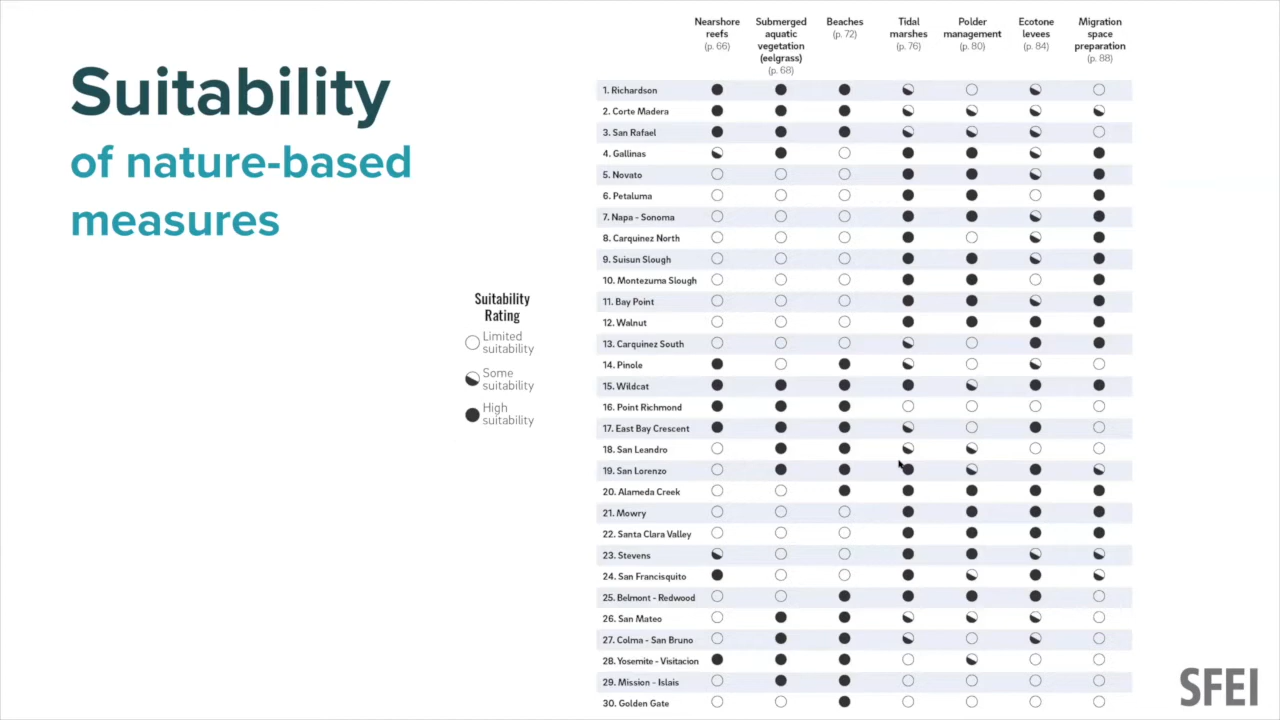 Suitability
of nature-based
measures
Suitability
Rating
Limited
suitability
Some
suitability
High
suitability
Nearshore
reefs
(p. 66)
Submerged
aquatic
vegetation
(eelgrass)
(p. 68)
Beaches
(p. 72)
Tidal
marshes
(p. 76)
Polder
management
(p. 80)
Ecotone
levees
(p. 84)
Migration
space
preparation
(p. 88)
1. Richardson
2. Corte Madera
3. San Rafael
4. Gallinas
5. Novato
6. Petaluma
7. Napa - Sonoma
8. Carquinez North
9. Suisun Slough
10. Montezuma Slough
11. Bay Point
12. Walnut
13. Carquinez South
14. Pinole
15. Wildcat
16. Point Richmond
17. East Bay Crescent
18. San Leandro
19. San Lorenzo
20. Alameda Creek
21. Mowry
22. Santa Clara Valley
23. Stevens
24. San Francisquito
25. Belmont - Redwood
26. San Mateo
27. Colma - San Bruno
28. Yosemite - Visitacion
29. Mission - Islais
30. Golden Gate
SFEI